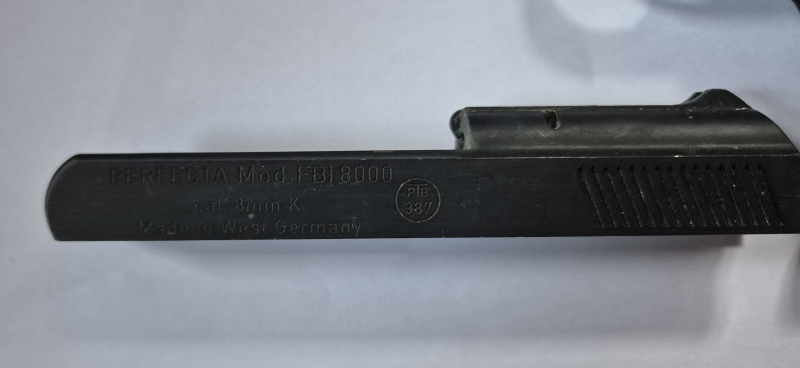 PERFECTA Mod. FBI 8000
cal. 8mm K.
Made in West Germany
PTB
387